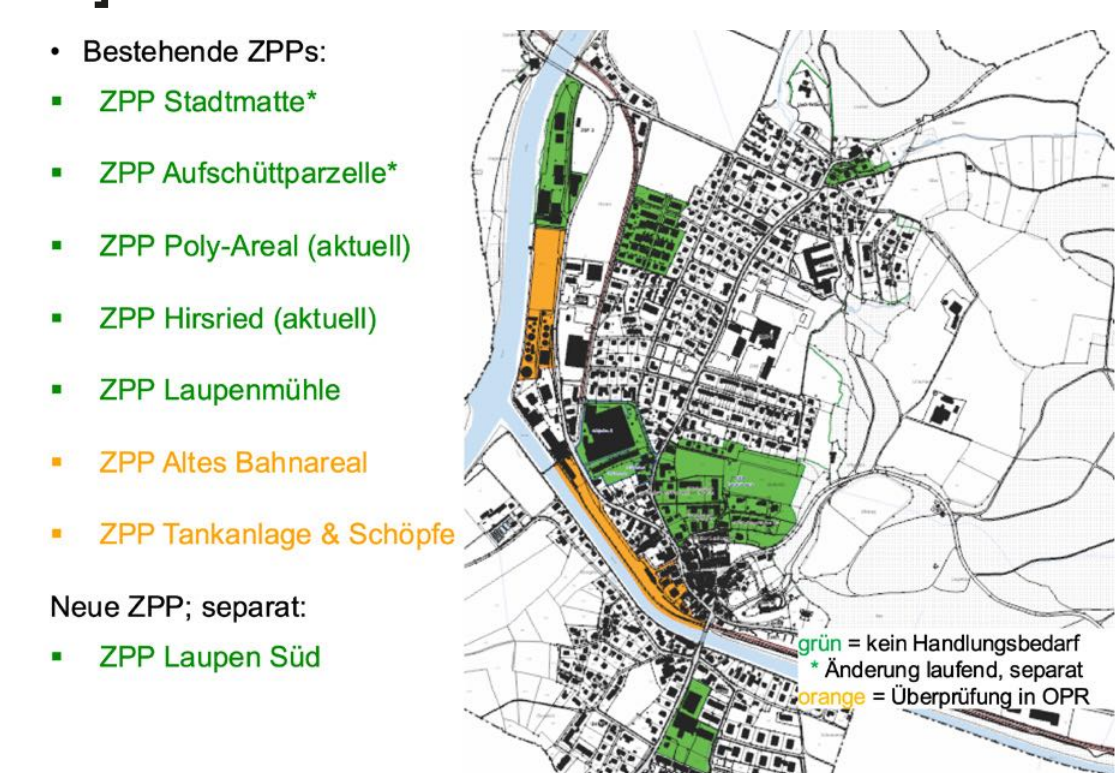 • Bestehende ZPPs:
▪ ZPP Stadtmatte*
▪ ZPP Aufschüttparzelle*
▪ ZPP Poly-Areal (aktuell)
▪ ZPP Hirsried (aktuell)
▪ ZPP Laupenmühle
▪ ZPP Altes Bahnareal
▪ ZPP Tankanlage & Schöpfe
Neue ZPP; separat:
▪ ZPP Laupen Süd
grün = kein Handlungsbedarf
* Änderung laufend, separat
orange = Überprüfung in OPR